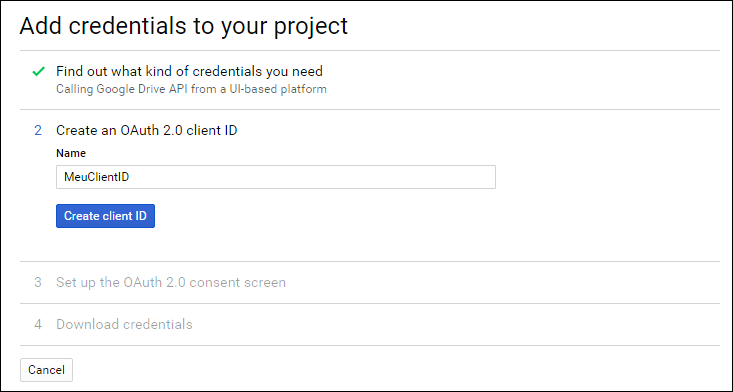 Add credentials to your project
Find out what kind of credentials you need
Calling Google Drive API from a UI-based platform
2 Create an OAuth 2.0 client ID
Name
MeuClientID
Create client ID
3 Set up the OAuth 2.0 consent screen
4 Download credentials
Cancel